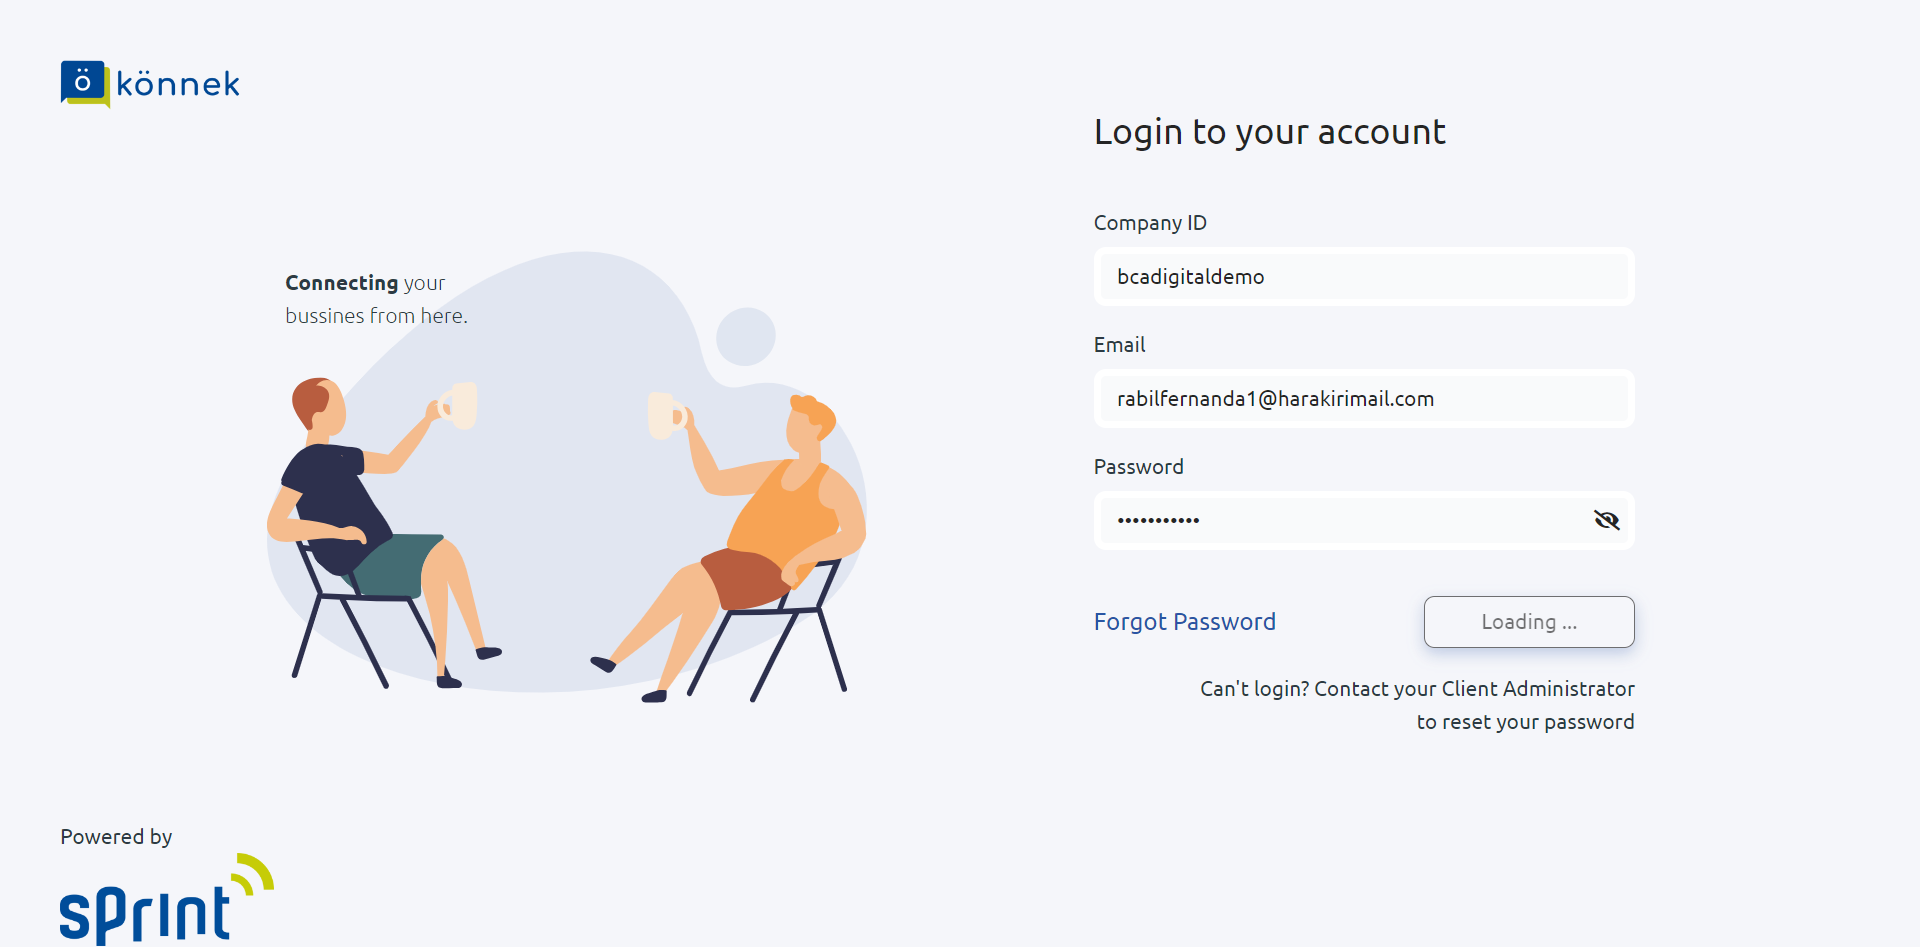 ö könnek
Connecting your
bussines from here.
Powered by
sprint
Login to your account
Company ID
bcadigitaldemo
Email
rabilfernanda1@harakirimail.com
Password
•••••••••••
Forgot Password
Loading ...
Can't login? Contact your Client Administrator
to reset your password